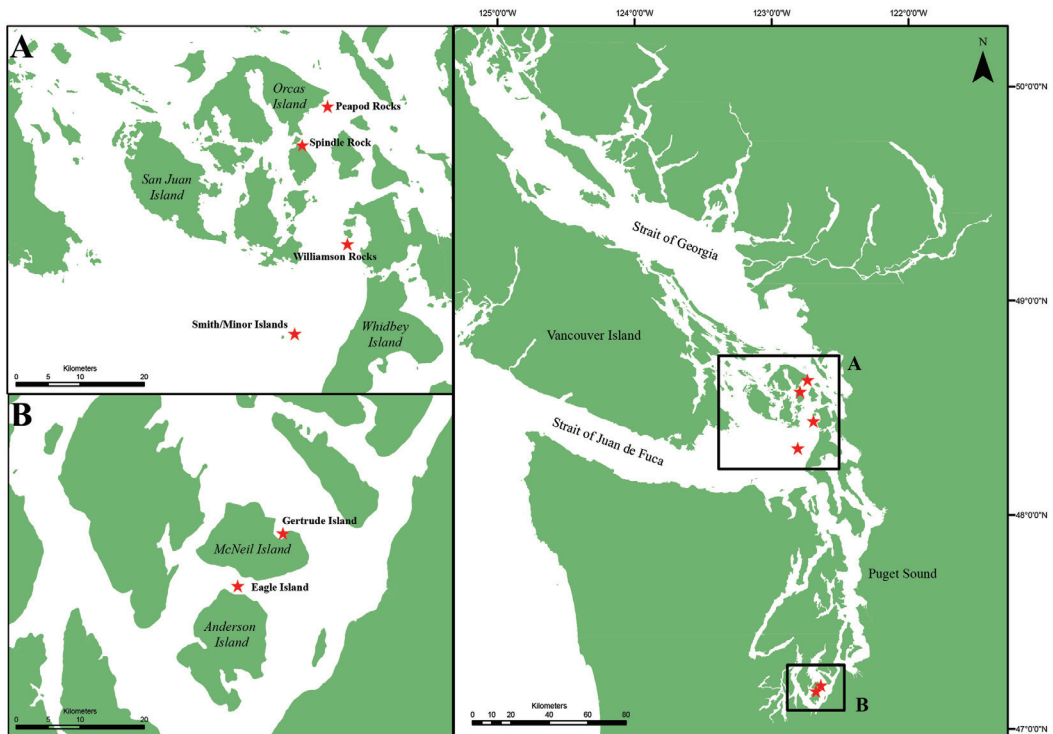 A
Orcas
Island
Peapod Rocks
Spindle Rock
San Juan
Island
Williamson Rocks
Smith/Minor Islands
Whidbey
Island
Kilometers
0 5 10 20
B
Gertrude Island
McNeil Island
Eagle Island
Anderson
Island
Kilometers
0 5 10 20
125°0'0"W 124°0'0"W 123°0'0"W 122°0'0"W
N
50°0'0"N
Strait of Georgia
49°0'0"N
Vancouver Island
A
Strait of Juan de Fuca
48°0'0"N
Puget Sound
B
Kilometers
0 10 20 40 60 80
47°0'0"N